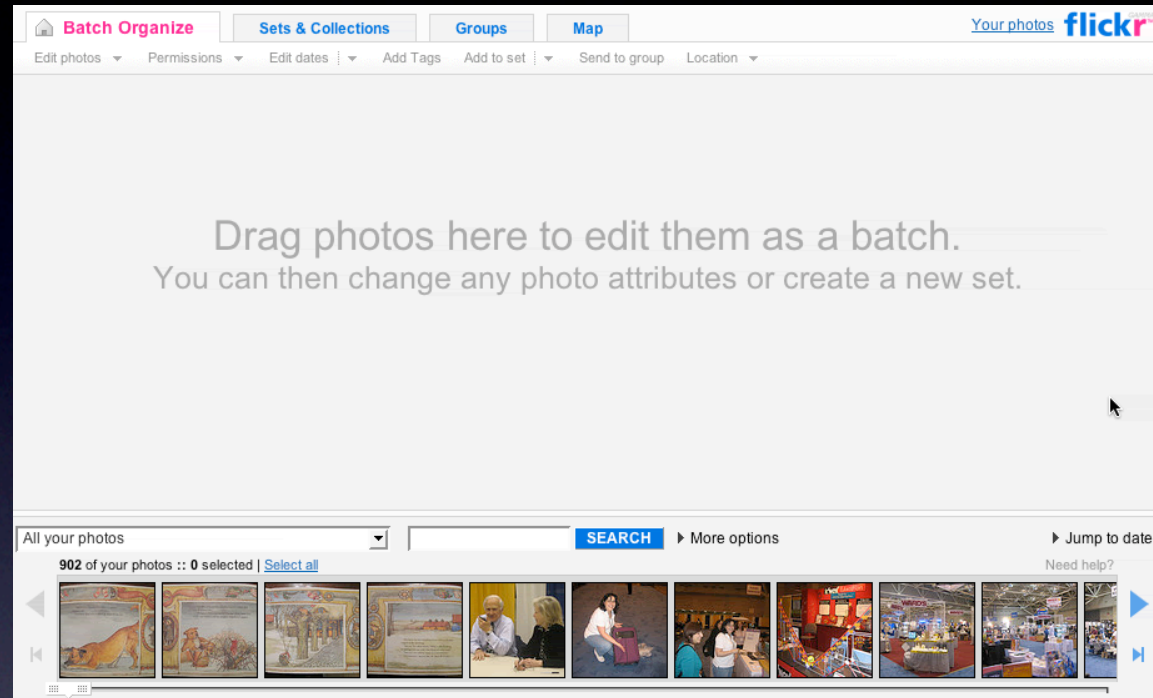 Batch Organize Sets & Collections Groups Map Your photos flickr
Edit photos Permissions Edit dates Add Tags Add to set Send to group Location
Drag photos here to edit them as a batch.
You can then change any photo attributes or create a new set.
All your photos SEARCH More options Jump to date
902 of your photos :: 0 selected | Select all Need help?